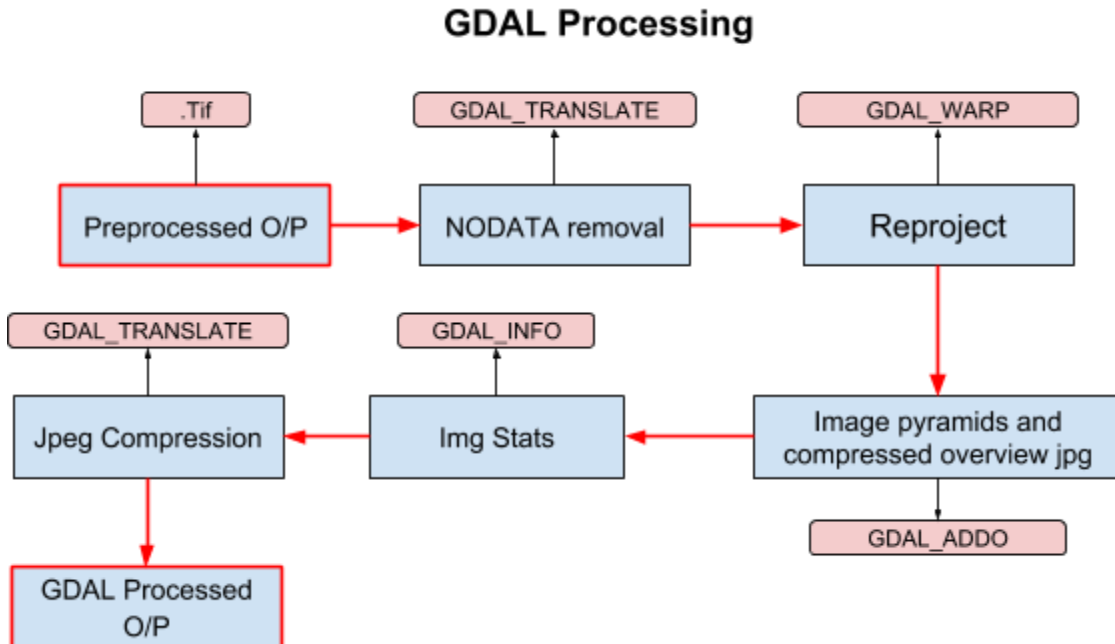 GDAL Processing
.Tif
GDAL_TRANSLATE
GDAL_WARP
Preprocessed O/P
NODATA removal
Reproject
GDAL_TRANSLATE
GDAL_INFO
Jpeg Compression
Img Stats
Image pyramids and
compressed overview jpg
GDAL_ADDO
GDAL Processed
O/P